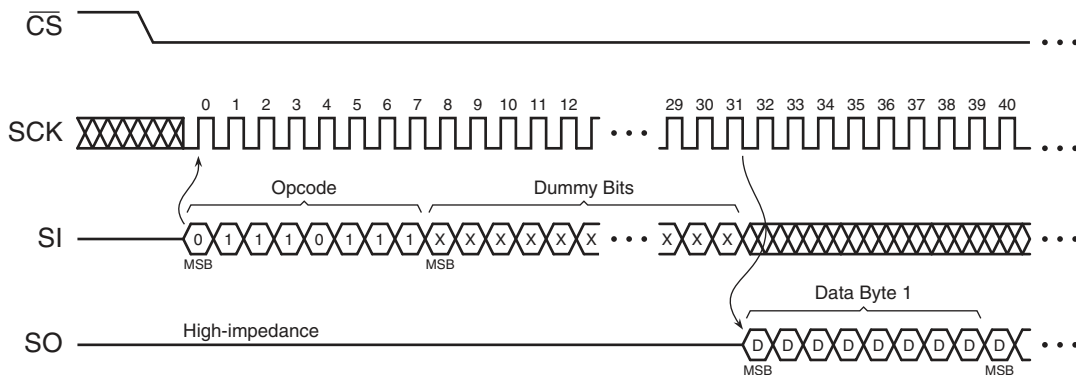 CS
0 1 2 3 4 5 6 7 8 9 10 11 12 29 30 31 32 33 34 35 36 37 38 39 40
SCK
Opcode Dummy Bits
SI 0 1 1 1 0 1 1 1 X X X X X X X X X
MSB MSB
Data Byte 1
High-impedance
SO D D D D D D D D D
MSB MSB